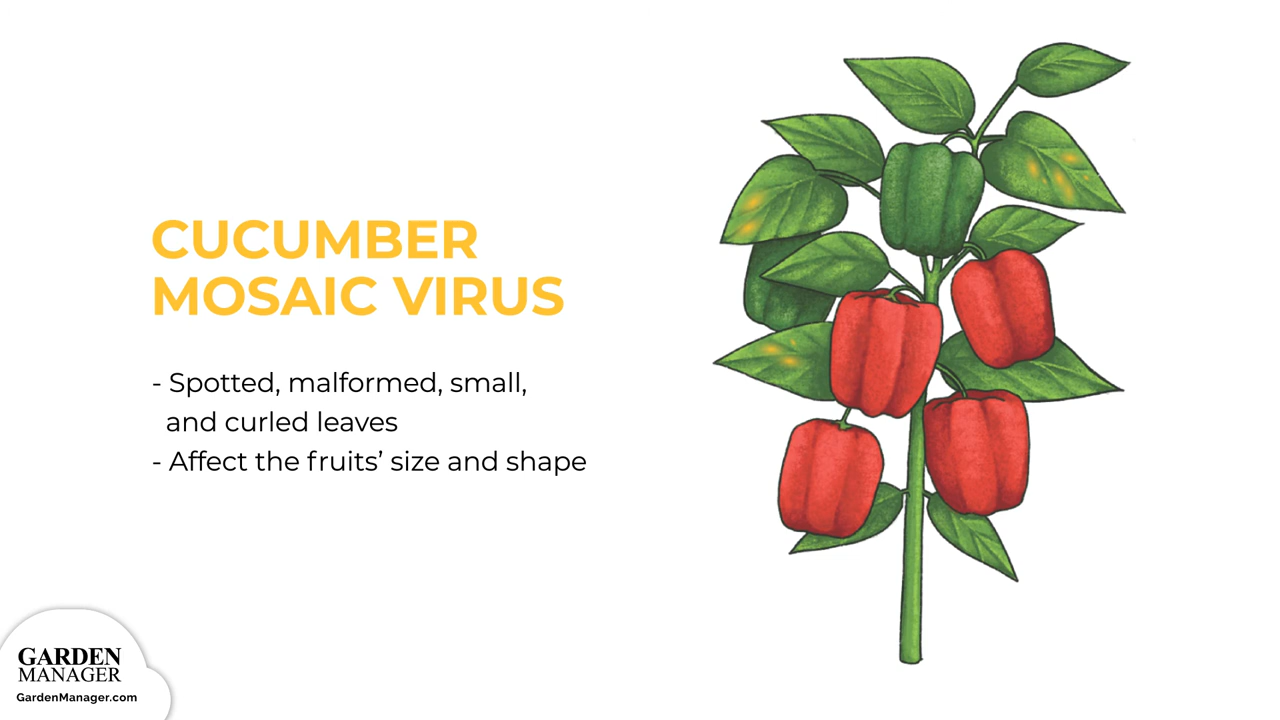 CUCUMBER
MOSAIC VIRUS
- Spotted, malformed, small,
and curled leaves
- Affect the fruits’ size and shape
GARDEN
MANAGER
GardenManager.com